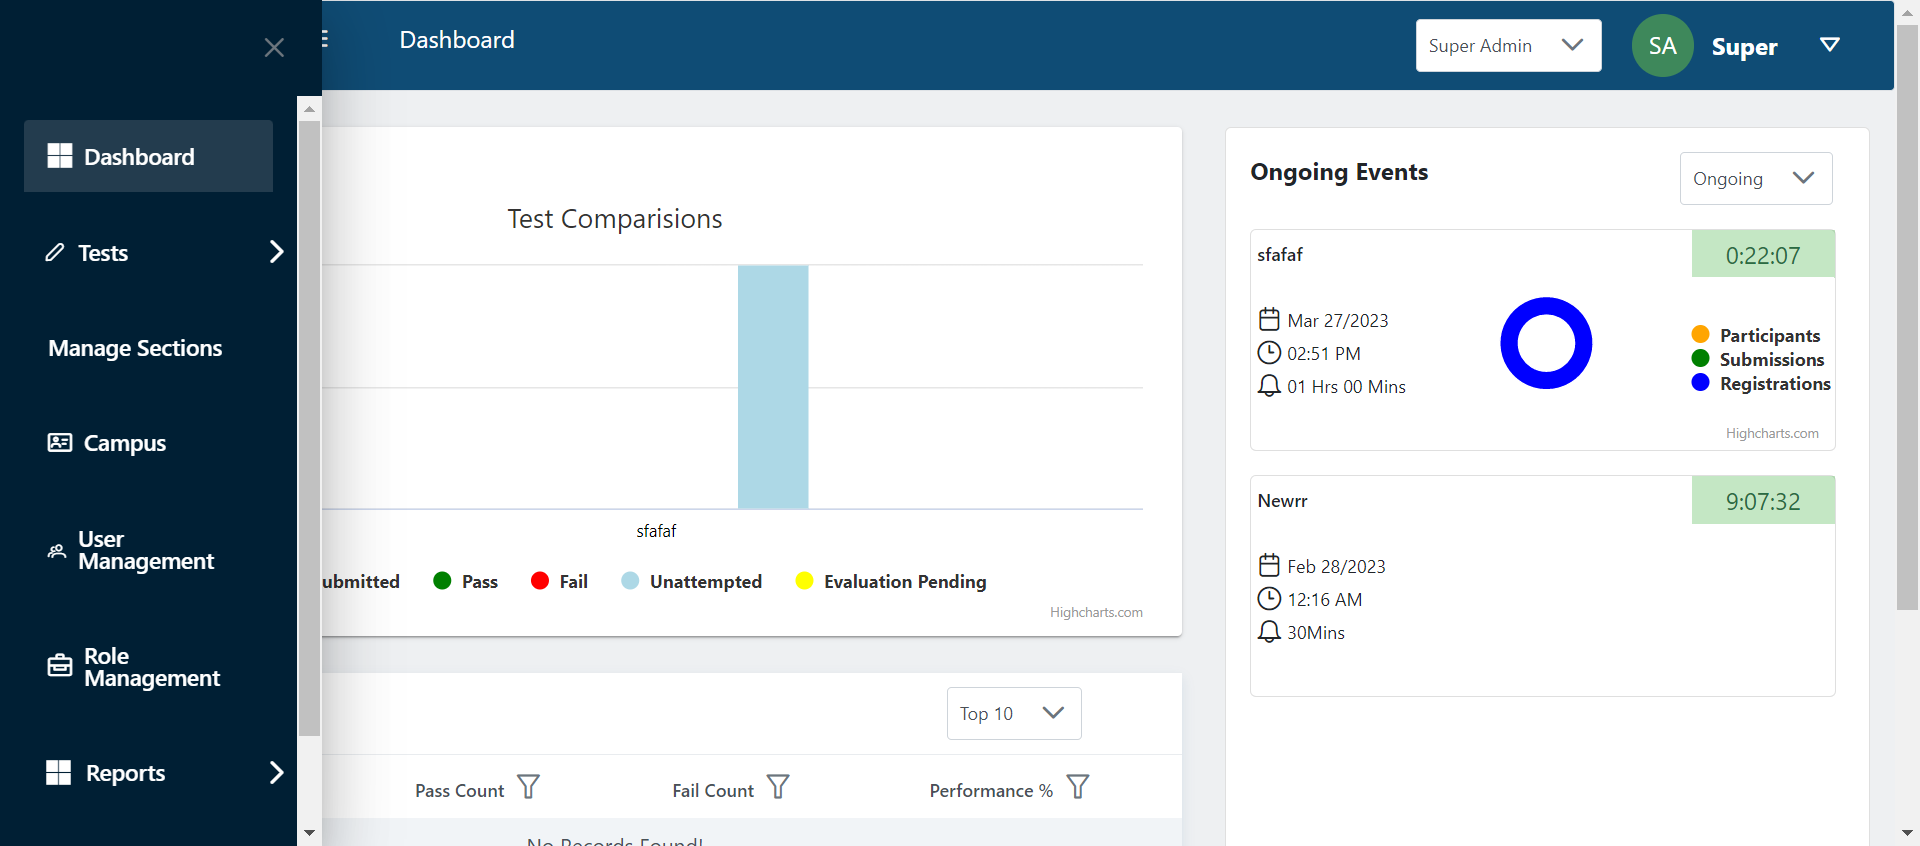 Dashboard
Super Admin
SA
Super
Dashboard
Tests
Manage Sections
Campus
User
Management
Role
Management
Reports
Test Comparisions
sfafaf
ubmitted
Pass
Fail
Unattempted
Evaluation Pending
Highcharts.com
Top 10
Pass Count
Fail Count
Performance %
No Records Found!
Ongoing Events
Ongoing
sfafaf
0:22:07
Mar 27/2023
02:51 PM
01 Hrs 00 Mins
Participants
Submissions
Registrations
Highcharts.com
Newrr
9:07:32
Feb 28/2023
12:16 AM
30Mins